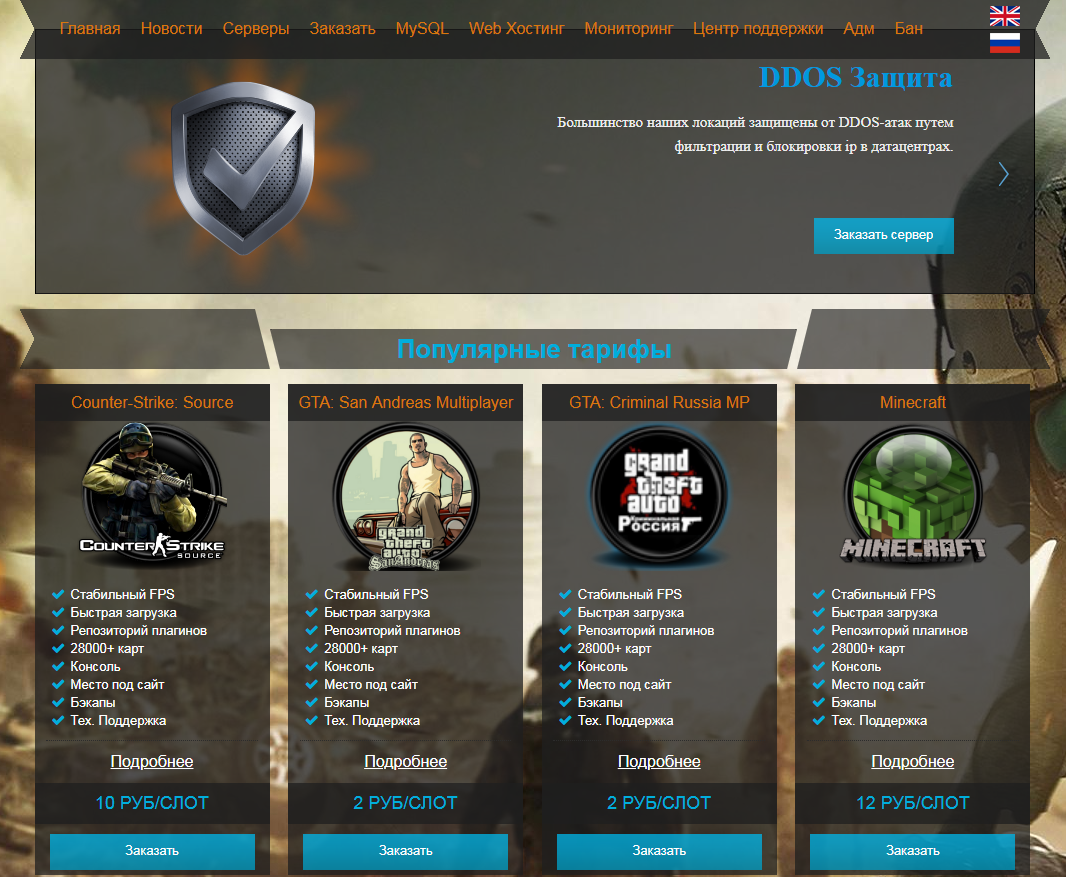 Главная Новости Серверы Заказать MySQL Web Хостинг Мониторинг Центр поддержки Адм Бан
DDOS Защита
Большинство наших локаций защищены от DDOS-атак путем
фильтрации и блокировки ip в датацентрах.
Заказать сервер
Популярные тарифы
Counter-Strike: Source
COUNTER STRIKE
SOURCE
Стабильный FPS
Быстрая загрузка
Репозиторий плагинов
28000+ карт
Консоль
Место под сайт
Бэкапы
Тех. Поддержка
Подробнее
10 РУБ/СЛОТ
Заказать
GTA: San Andreas Multiplayer
grand
theft
auto
SanAndreas
Стабильный FPS
Быстрая загрузка
Репозиторий плагинов
28000+ карт
Консоль
Место под сайт
Бэкапы
Тех. Поддержка
Подробнее
2 РУБ/СЛОТ
Заказать
GTA: Criminal Russia MP
grand
theft
auto
Криминальная
Россия
Стабильный FPS
Быстрая загрузка
Репозиторий плагинов
28000+ карт
Консоль
Место под сайт
Бэкапы
Тех. Поддержка
Подробнее
2 РУБ/СЛОТ
Заказать
Minecraft
MINECRAFT
Стабильный FPS
Быстрая загрузка
Репозиторий плагинов
28000+ карт
Консоль
Место под сайт
Бэкапы
Тех. Поддержка
Подробнее
12 РУБ/СЛОТ
Заказать